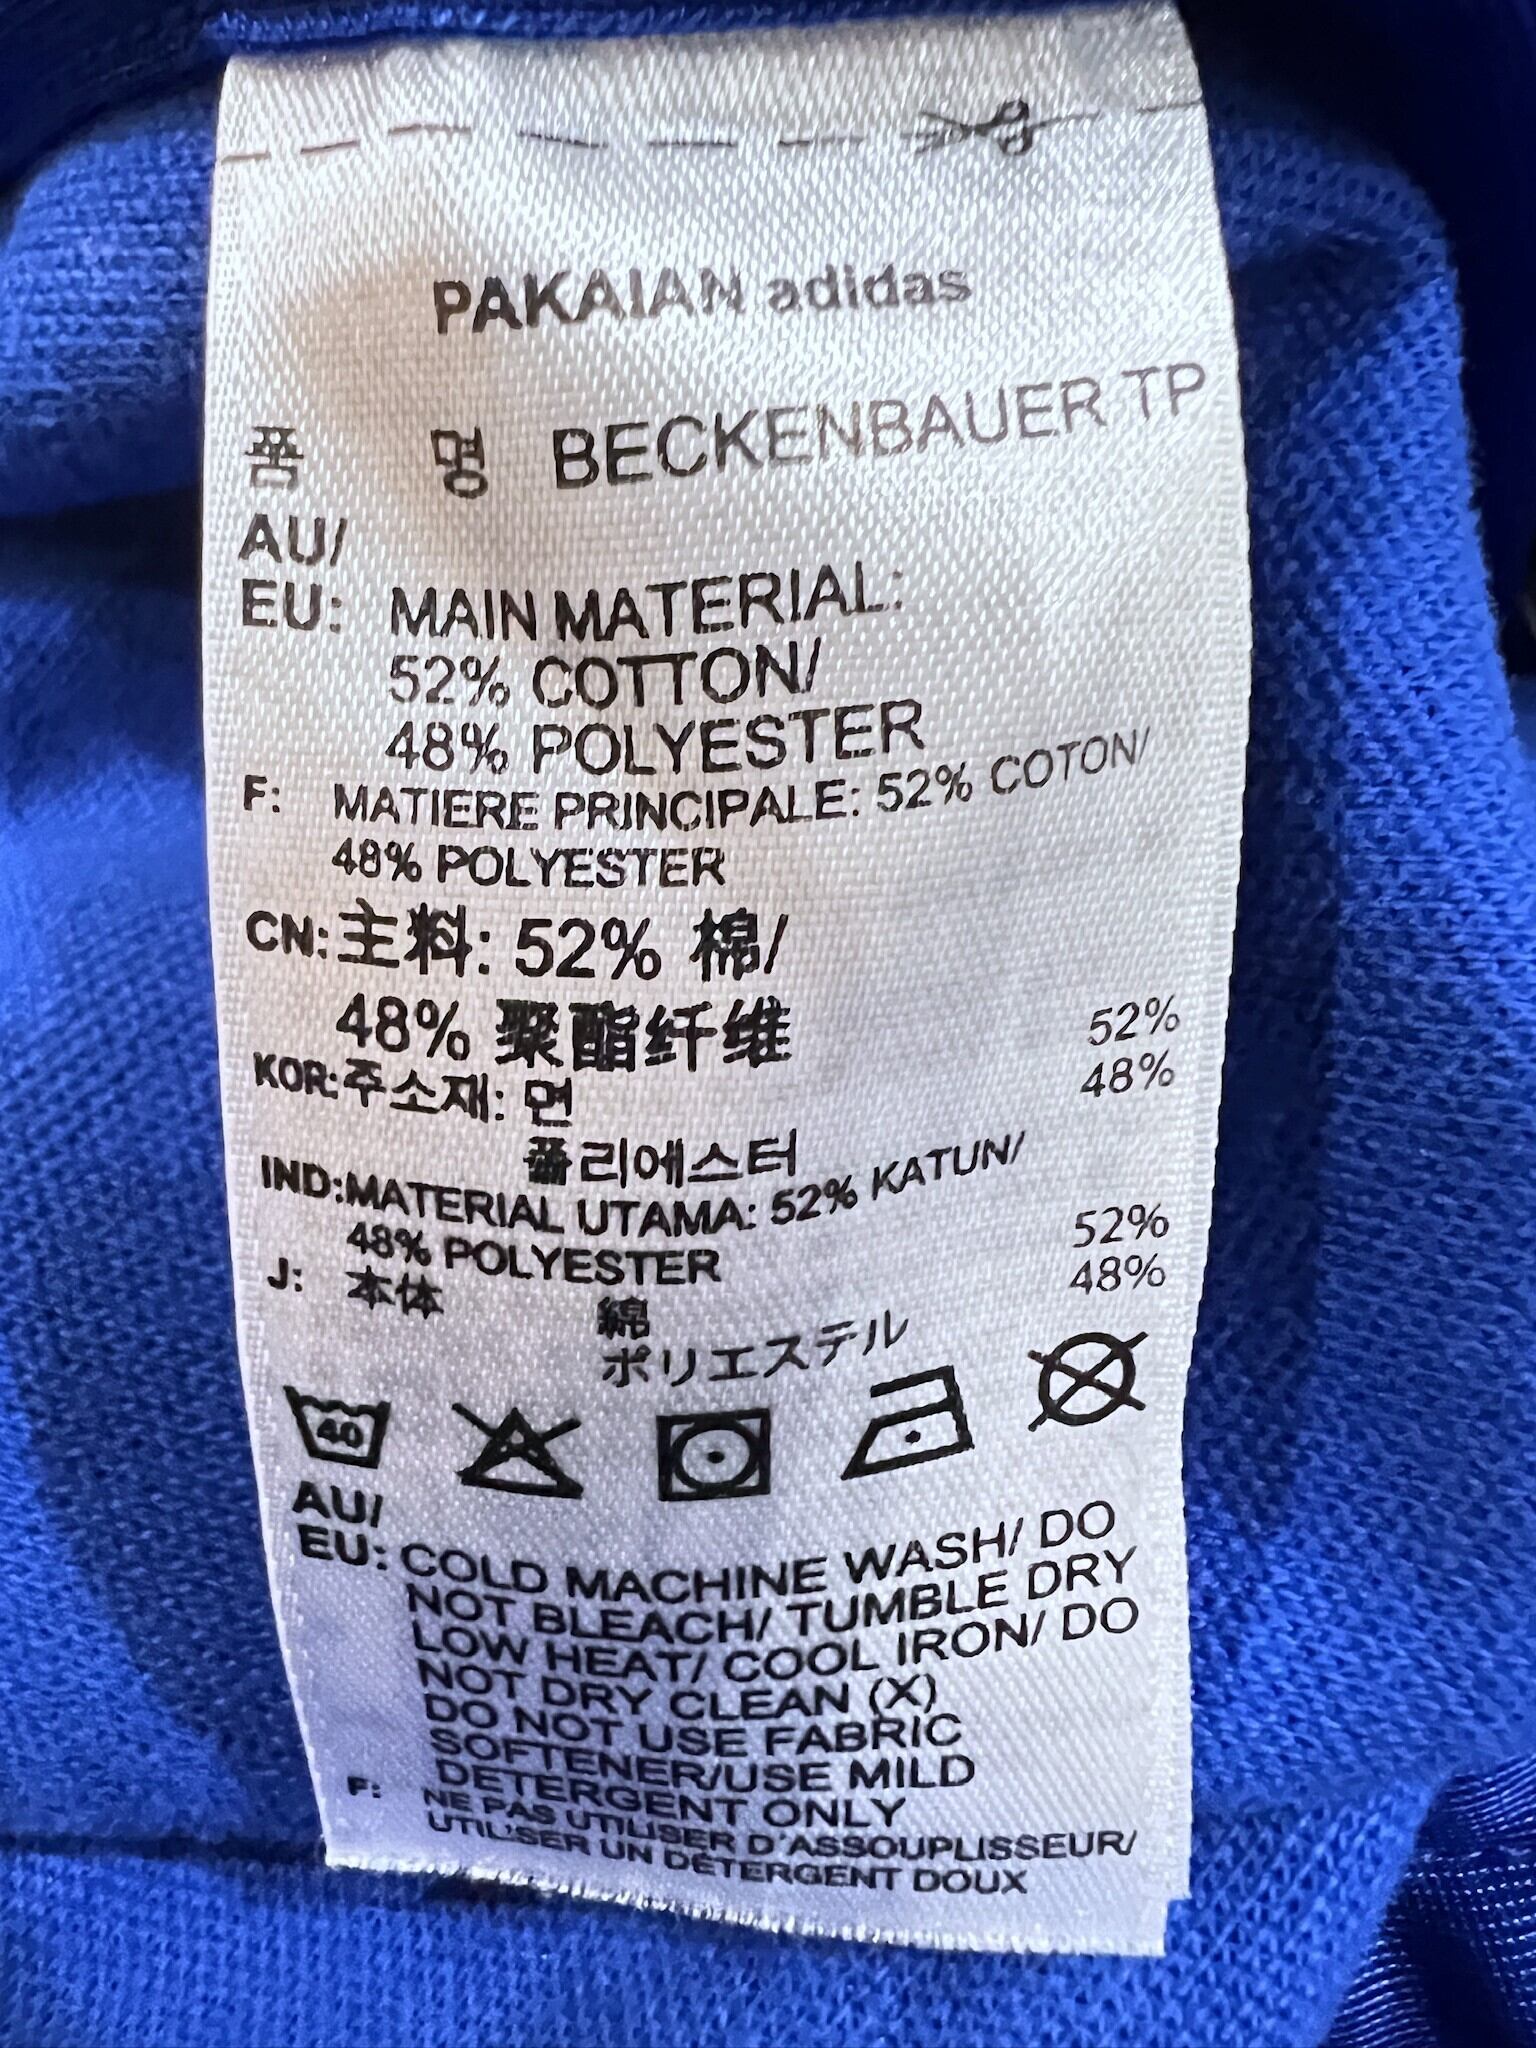 PAKAIAN adidas
품 명 BECKENBAUER TP
AU/
EU: MAIN MATERIAL:
52% COTTON/
48% POLYESTER
F: MATIERE PRINCIPALE: 52% COTON/
48% POLYESTER
CN: 主料: 52% 棉/
48% 聚酯纤维
KOR: 주소재: 면 52%
폴리에스터 48%
IND: MATERIAL UTAMA: 52% KATUN/
48% POLYESTER
J: 本体 綿 52%
ポリエステル 48%
40
AU/
EU: COLD MACHINE WASH/ DO
NOT BLEACH/ TUMBLE DRY
LOW HEAT/ COOL IRON/ DO
NOT DRY CLEAN (X)
DO NOT USE FABRIC
SOFTENER/USE MILD
DETERGENT ONLY
F: NE PAS UTILISER D'ASSOUPLISSEUR/
UTILISER UN DÉTERGENT DOUX